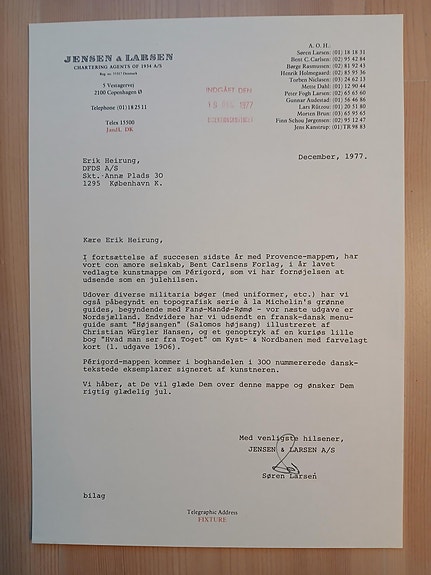 JENSEN & LARSEN
CHARTERING AGENTS OF 1934 A/S
5 Vestagervej
2100 Copenhagen Ø
Telephone (01) 18 25 11
Telex 15500
JanJL DK
INDGÅET DEN
1977
A. O. H.:
Søren Larsen: (01) 18 18 31
Bent C. Carlsen: (02) 95 42 84
Børge Rasmussen: (02) 81 92 43
Henrik Holmegaard: (02) 85 95 36
Torben Niclasen: (03) 24 62 13
Mens Dahl: (01) 12 90 44
Peter Fogh Larsen: (02) 65 65 60
Gunnar Audestad: (01) 56 46 86
Lars Rützou: (01) 20 51 80
Morten Brun: (03) 65 95 65
Finn Schou Jørgensen: (02) 95 12 47
Jens Kanstrup: (01) TR 98 83
December, 1977.
Erik Heirung,
DFDS A/S
Skt. Annæ Plads 30
1295 København K.
Kære Erik Heirung,
I fortsættelse af succesen sidste år med Provence-mappen, har
vort con amore selskab, Bent Carlsens Forlag, i år lavet
vedlagte kunstmappe om Périgord, som vi har fornøjelsen at
udsende som en julehilsen.
Udover diverse militaria bøger (med uniformer, etc.) har vi
også påbegyndt en topografisk serie à la Michelin's grønne
guides, begyndende med Fanø-Mandø-Rømø - vor næste udgave er
Nordsjælland. Endvidere har vi udsendt en fransk-dansk menu-
guide samt "Højsangen" (Salomos højsang) illustreret af
Christian Würgler Hansen, og et genoptryk af en kuriøs lille
bog "Hvad man ser fra Toget" om Kyst- & Nordbanen med farvelagt
kort (1. udgave 1906).
Périgord-mappen kommer i boghandelen i 300 nummererede dansk-
tekstede eksemplarer signeret af kunstneren.
Vi håber, at De vil glæde Dem over denne mappe og ønsker Dem
rigtig glædelig jul.
Med venligste hilsener,
JENSEN & LARSEN A/S
Søren Larsen
bilag
Telegraphic Address
FIXTURE